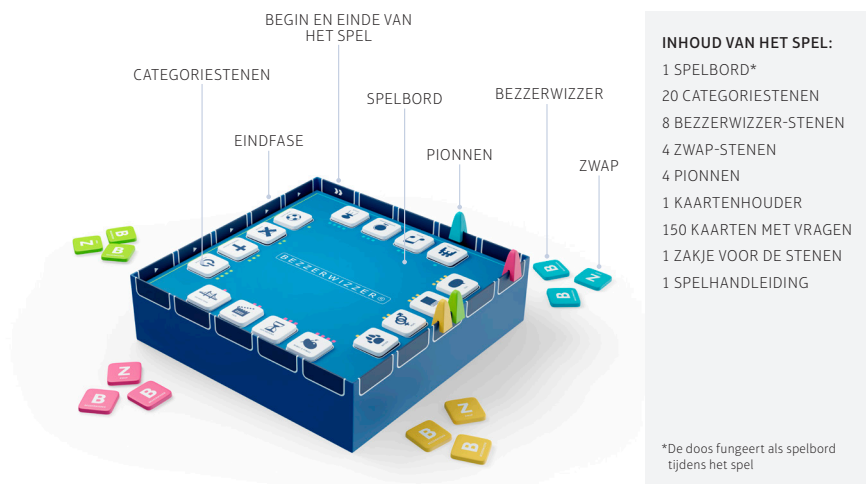 BEGIN EN EINDE VAN
HET SPEL
CATEGORIESTENEN
SPELBORD
BEZZERWIZZER
EINDFASE
PIONNEN
ZWAP
BEZZERWIZZER®
Z
B
B
B
Z
B
Z
B
B
Z
B
B
INHOUD VAN HET SPEL:
1 SPELBORD*
20 CATEGORIESTENEN
8 BEZZERWIZZER-STENEN
4 ZWAP-STENEN
4 PIONNEN
1 KAARTENHOUDER
150 KAARTEN MET VRAGEN
1 ZAKJE VOOR DE STENEN
1 SPELHANDLEIDING
*De doos fungeert als spelbord
tijdens het spel